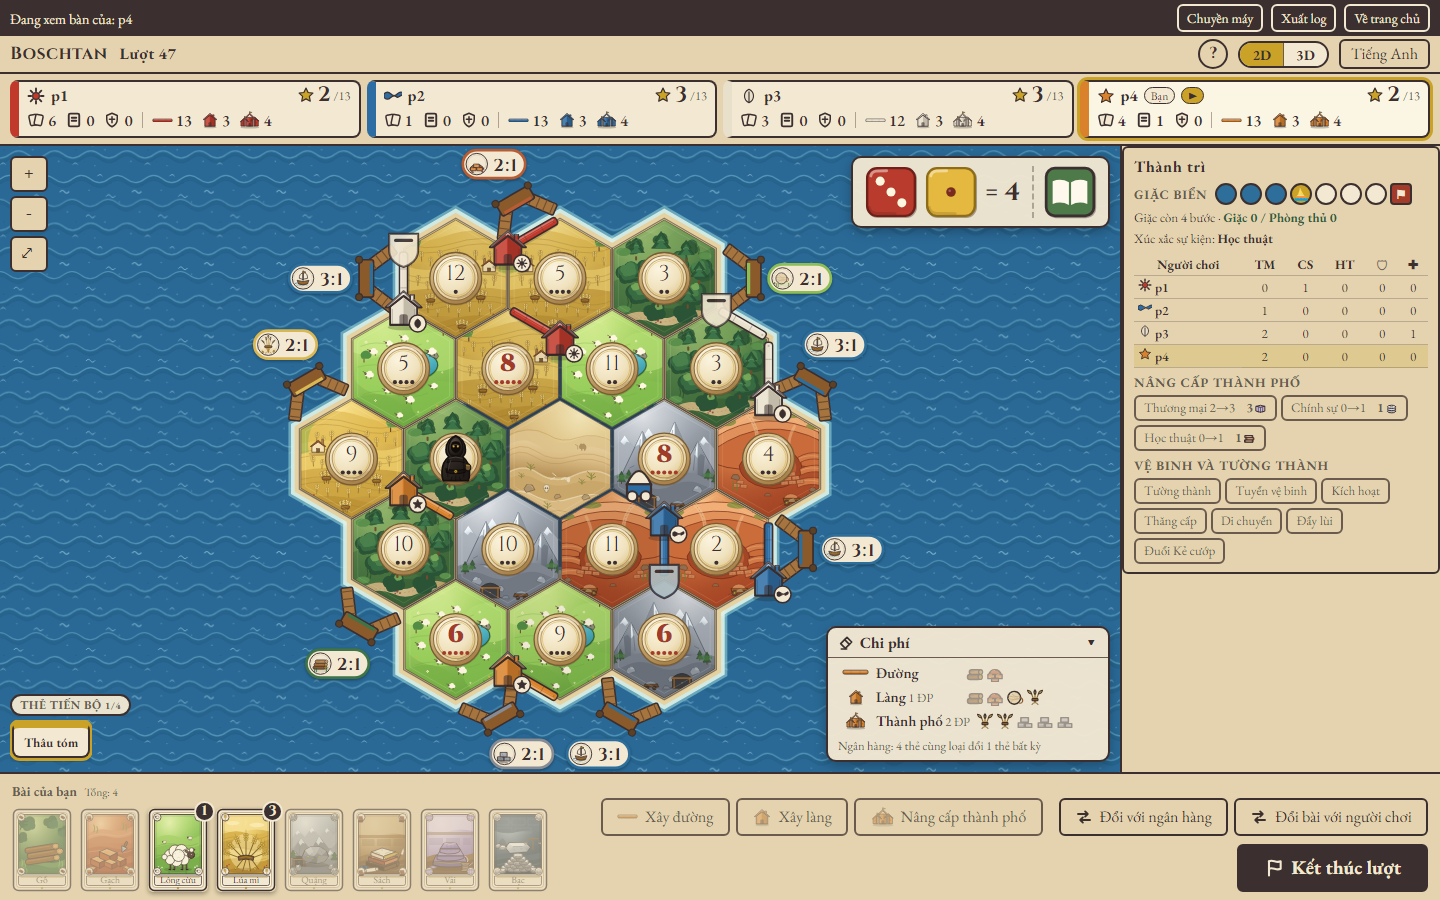 Đang xem bàn của: p4
Chuyền máy
Xuất log
Về trang chủ
BOSCHTAN Lượt 47
?
2D
3D
Tiếng Anh
p1
2/13
6 0 0 13 3 4
p2
3/13
1 0 0 13 3 4
p3
3/13
3 0 0 12 3 4
p4 Bạn
2/13
4 1 0 13 3 4
+
-
2:1
= 4
3:1
12
5
3
2:1
2:1
5
8
11
3
3:1
9
8
4
10
10
11
2
3:1
6
9
6
2:1
2:1
3:1
THẺ TIẾN BỘ 1/4
Thâu tóm
Chi phí
Đường
Làng 1 ĐP
Thành phố 2 ĐP
Ngân hàng: 4 thẻ cùng loại đổi 1 thẻ bất kỳ
Thành trì
GIẶC BIỂN
Giặc còn 4 bước · Giặc 0 / Phòng thủ 0
Xúc xắc sự kiện: Học thuật
Người chơi TM CS HT
p1 0 1 0 0 0
p2 1 0 0 0 0
p3 2 0 0 0 1
p4 2 0 0 0 0
NÂNG CẤP THÀNH PHỐ
Thương mại 2→3 3
Chính sự 0→1 1
Học thuật 0→1 1
VỆ BINH VÀ TƯỜNG THÀNH
Tường thành
Tuyển vệ binh
Kích hoạt
Thăng cấp
Di chuyển
Đẩy lùi
Đuổi Kẻ cướp
Bài của bạn Tổng: 4
1
3
Gỗ
Gạch
Lông cừu
Lúa mì
Quặng
Sách
Vải
Bạc
Xây đường
Xây làng
Nâng cấp thành phố
Đổi với ngân hàng
Đổi bài với người chơi
Kết thúc lượt